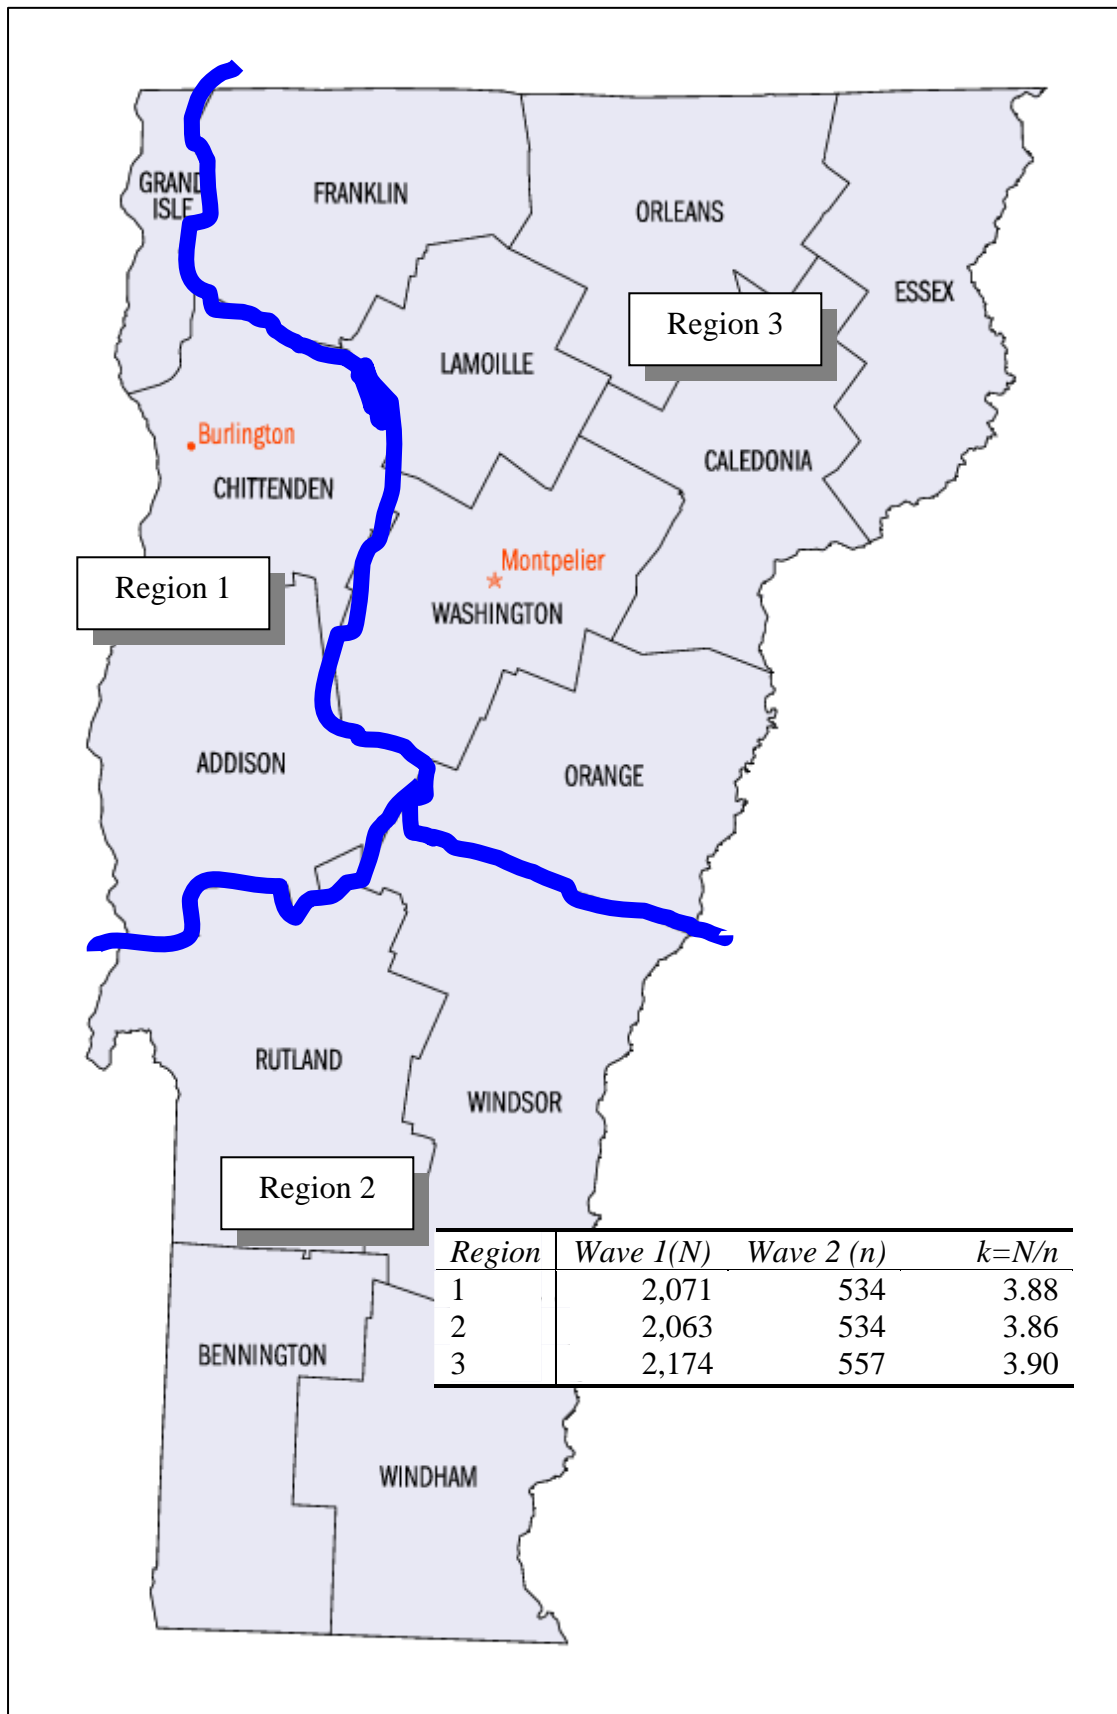 GRAND
ISLE
FRANKLIN
ORLEANS
ESSEX
Region 3
LAMOILLE
Burlington
CALEDONIA
CHITTENDEN
Montpelier
Region 1
WASHINGTON
ADDISON
ORANGE
RUTLAND
WINDSOR
Region 2
Region Wave 1(N) Wave 2 (n) k=N/n
1 2,071 534 3.88
2 2,063 534 3.86
3 2,174 557 3.90
BENNINGTON
WINDHAM